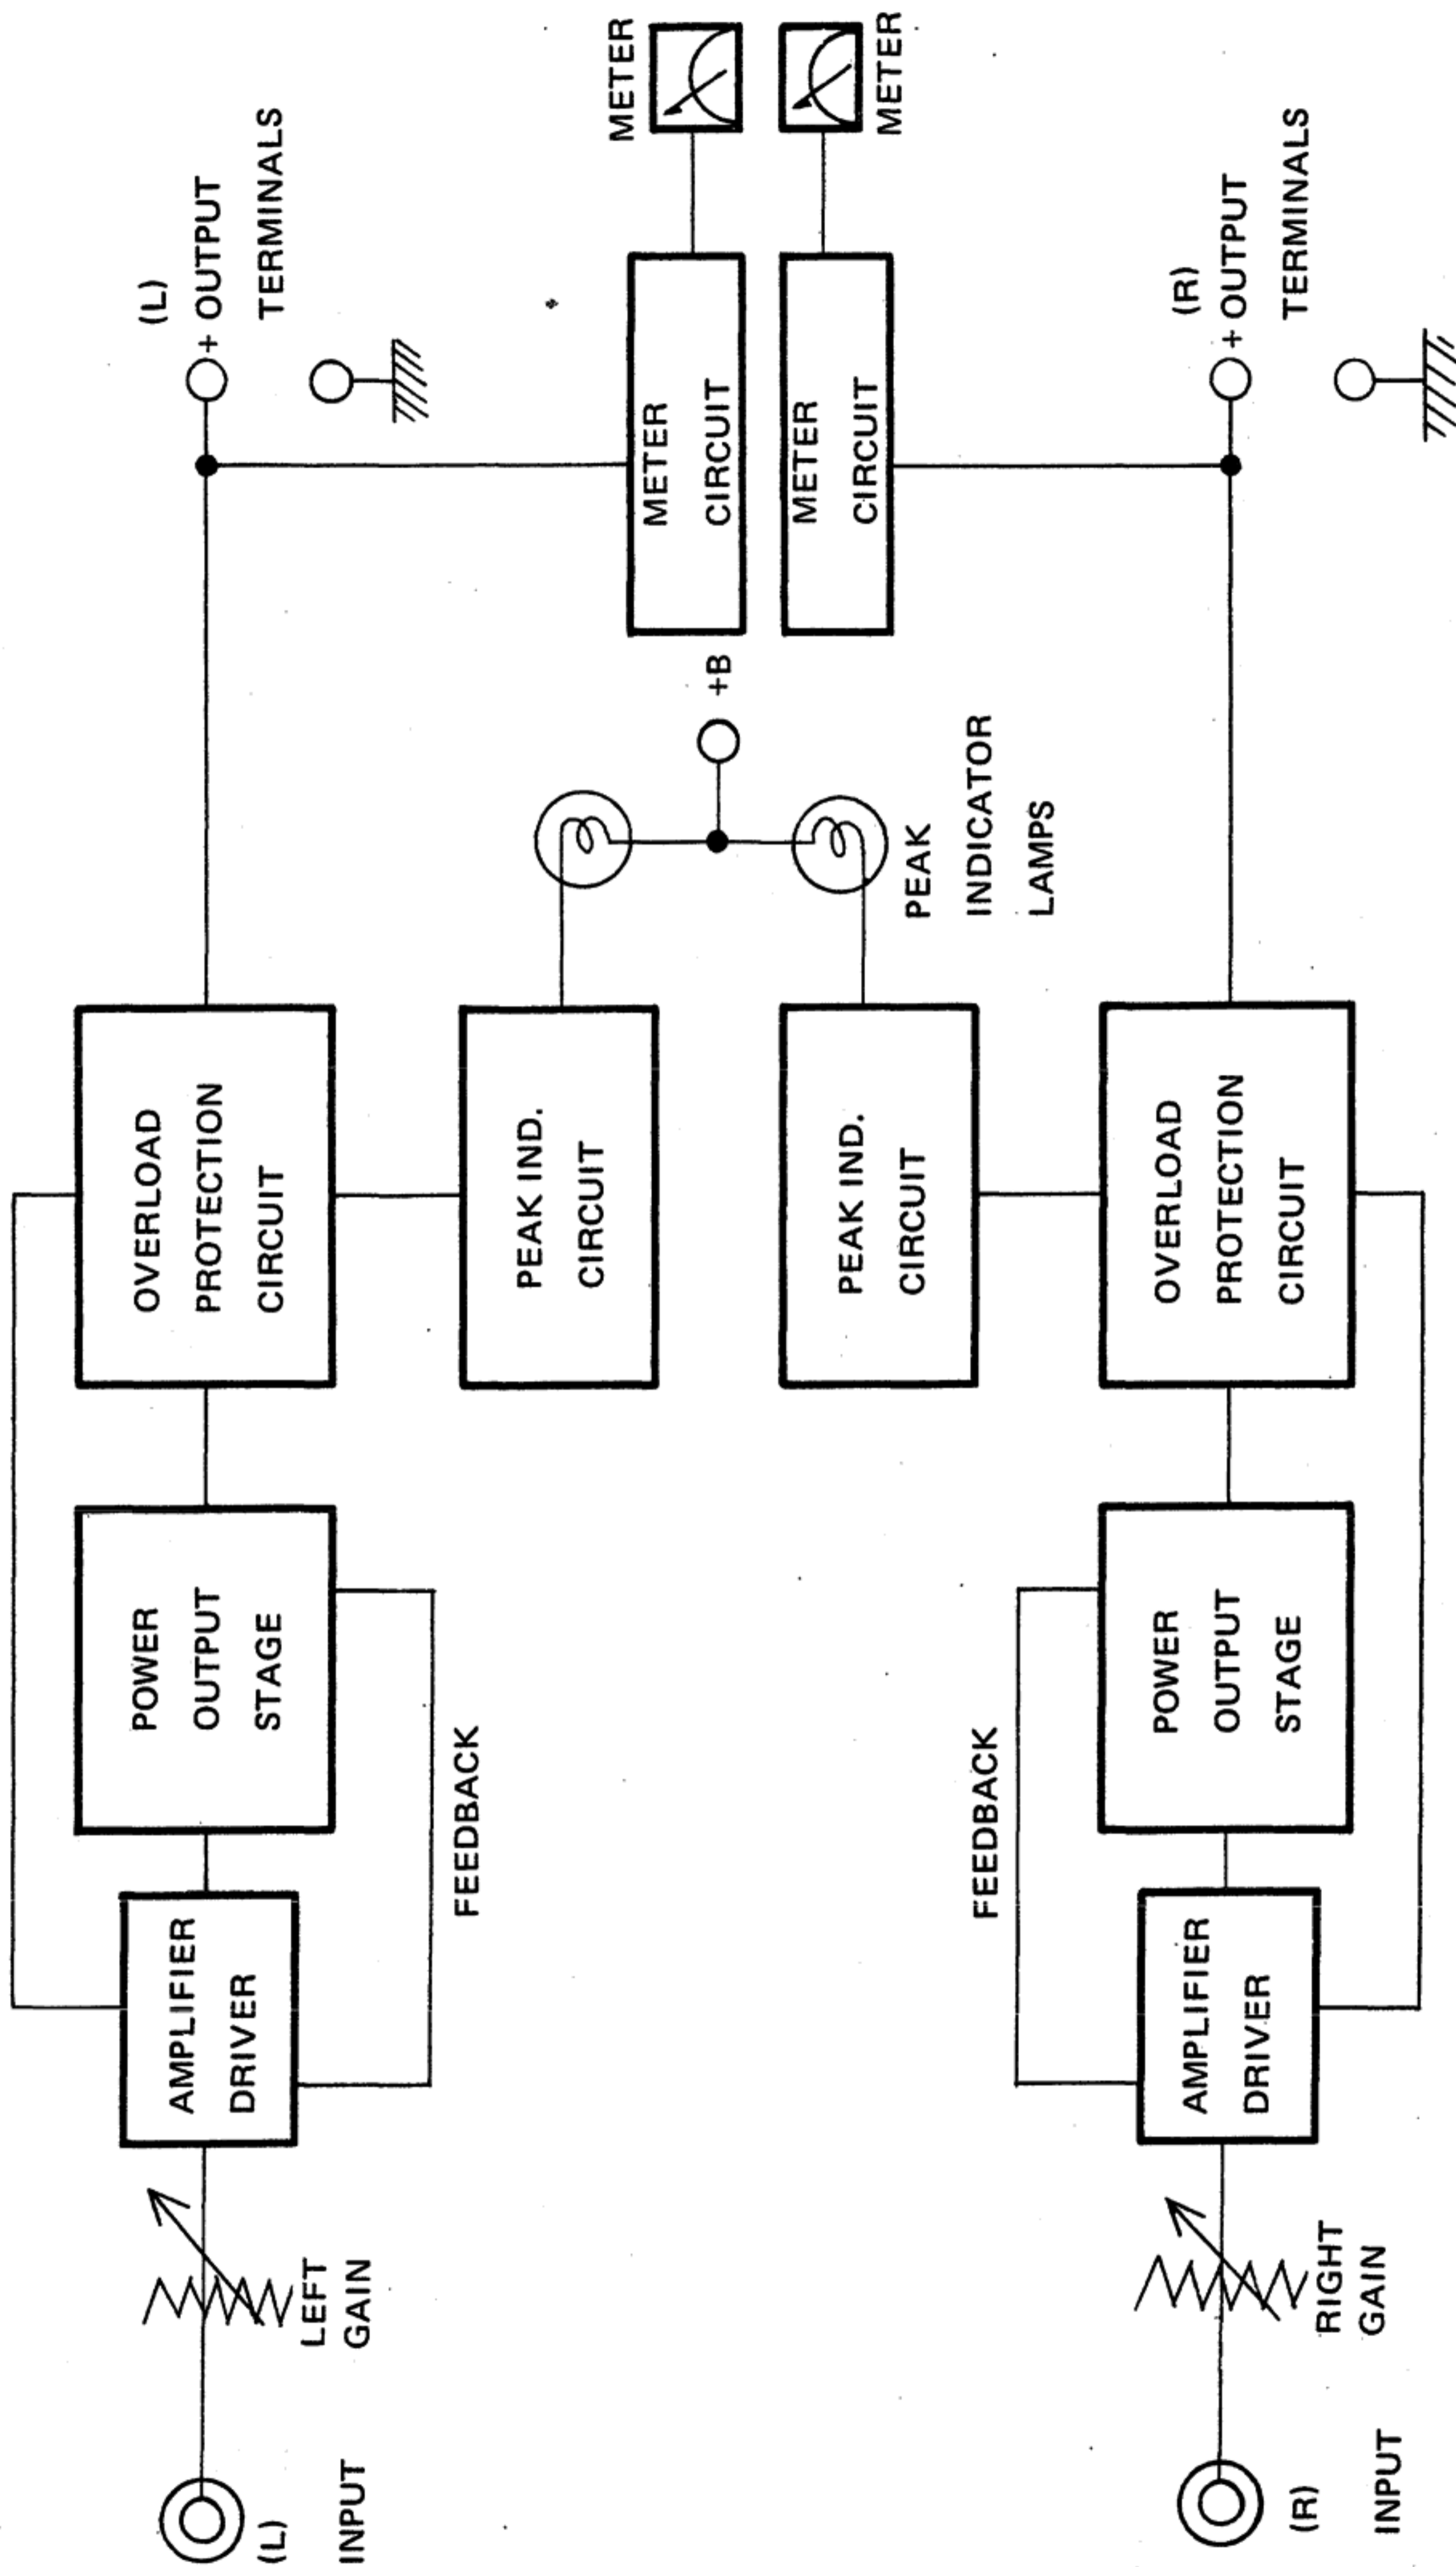 (L)
INPUT
LEFT
GAIN
AMPLIFIER
DRIVER
FEEDBACK
POWER
OUTPUT
STAGE
OVERLOAD
PROTECTION
CIRCUIT
PEAK IND.
CIRCUIT
(L)
+ OUTPUT
TERMINALS
METER
METER
CIRCUIT
+B
METER
CIRCUIT
METER
PEAK
INDICATOR
LAMPS
PEAK IND.
CIRCUIT
(R)
INPUT
RIGHT
GAIN
AMPLIFIER
DRIVER
FEEDBACK
POWER
OUTPUT
STAGE
OVERLOAD
PROTECTION
CIRCUIT
(R)
+ OUTPUT
TERMINALS